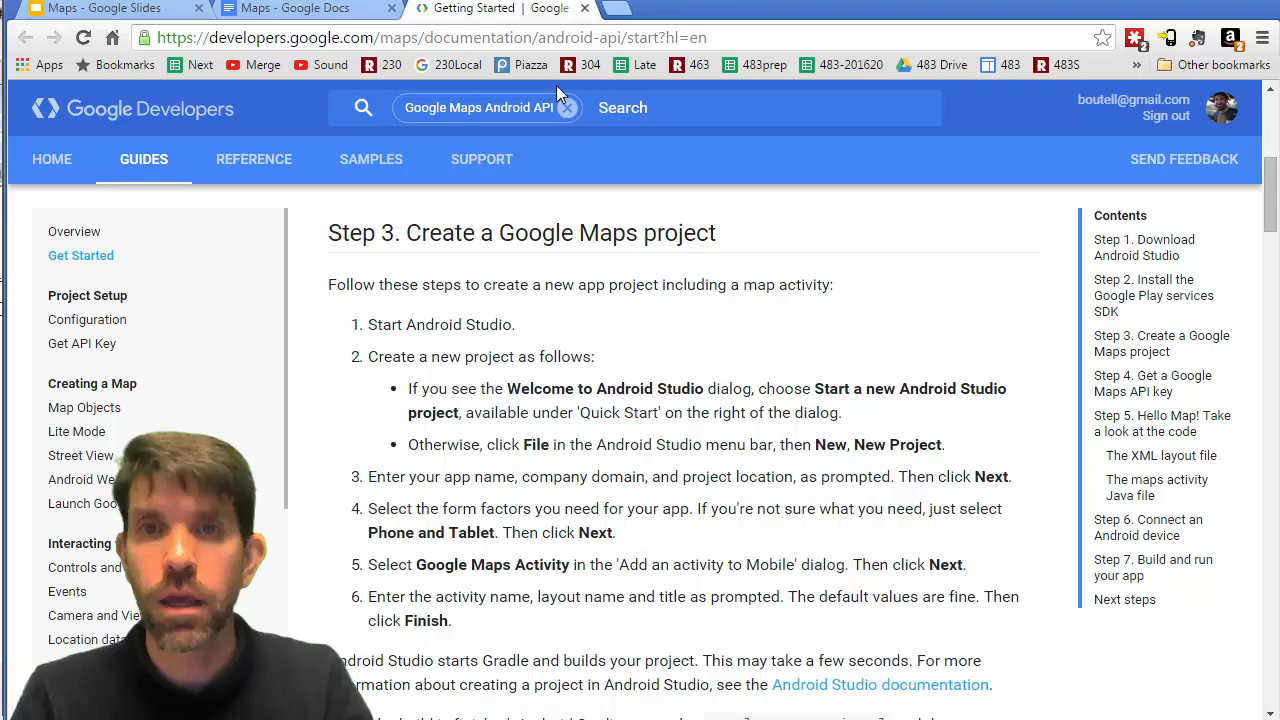 Maps - Google Slides
Maps - Google Docs
Getting Started | Google
https://developers.google.com/maps/documentation/android-api/start?hl=en
Apps Bookmarks Next Merge Sound 230 230Local Piazza 304 Late 463 483prep 483-201620 483 Drive 483 483S » Other bookmarks
Google Developers
Google Maps Android API
Search
boutell@gmail.com
Sign out
HOME GUIDES REFERENCE SAMPLES SUPPORT SEND FEEDBACK
Overview
Get Started
Project Setup
Configuration
Get API Key
Creating a Map
Map Objects
Lite Mode
Street View
Android We
Launch Goo
Interacting
Controls and
Events
Camera and Vie
Location data
Step 3. Create a Google Maps project
Follow these steps to create a new app project including a map activity:
1. Start Android Studio.
2. Create a new project as follows:
• If you see the Welcome to Android Studio dialog, choose Start a new Android Studio
project, available under 'Quick Start' on the right of the dialog.
• Otherwise, click File in the Android Studio menu bar, then New, New Project.
3. Enter your app name, company domain, and project location, as prompted. Then click Next.
4. Select the form factors you need for your app. If you're not sure what you need, just select
Phone and Tablet. Then click Next.
5. Select Google Maps Activity in the 'Add an activity to Mobile' dialog. Then click Next.
6. Enter the activity name, layout name and title as prompted. The default values are fine. Then
click Finish.
ndroid Studio starts Gradle and builds your project. This may take a few seconds. For more
ormation about creating a project in Android Studio, see the Android Studio documentation.
Contents
Step 1. Download
Android Studio
Step 2. Install the
Google Play services
SDK
Step 3. Create a Google
Maps project
Step 4. Get a Google
Maps API key
Step 5. Hello Map! Take
a look at the code
The XML layout file
The maps activity
Java file
Step 6. Connect an
Android device
Step 7. Build and run
your app
Next steps